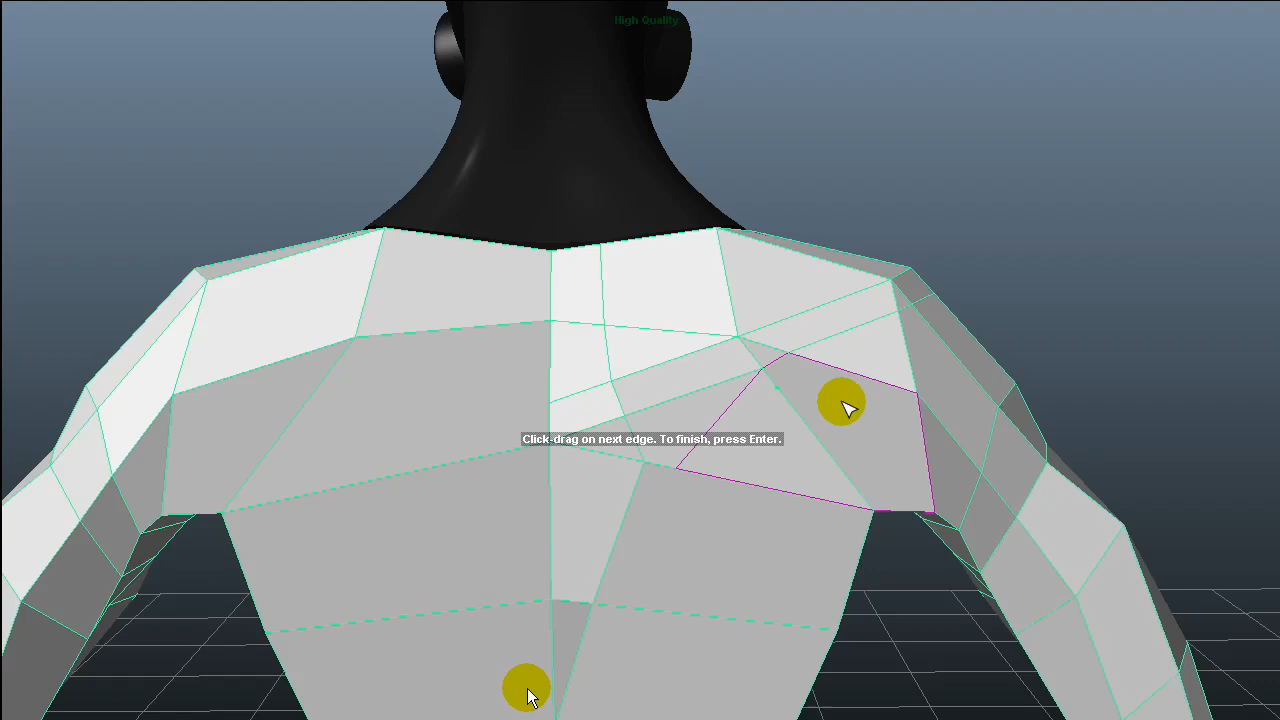 High Quality
Click-drag on next edge. To finish, press Enter.